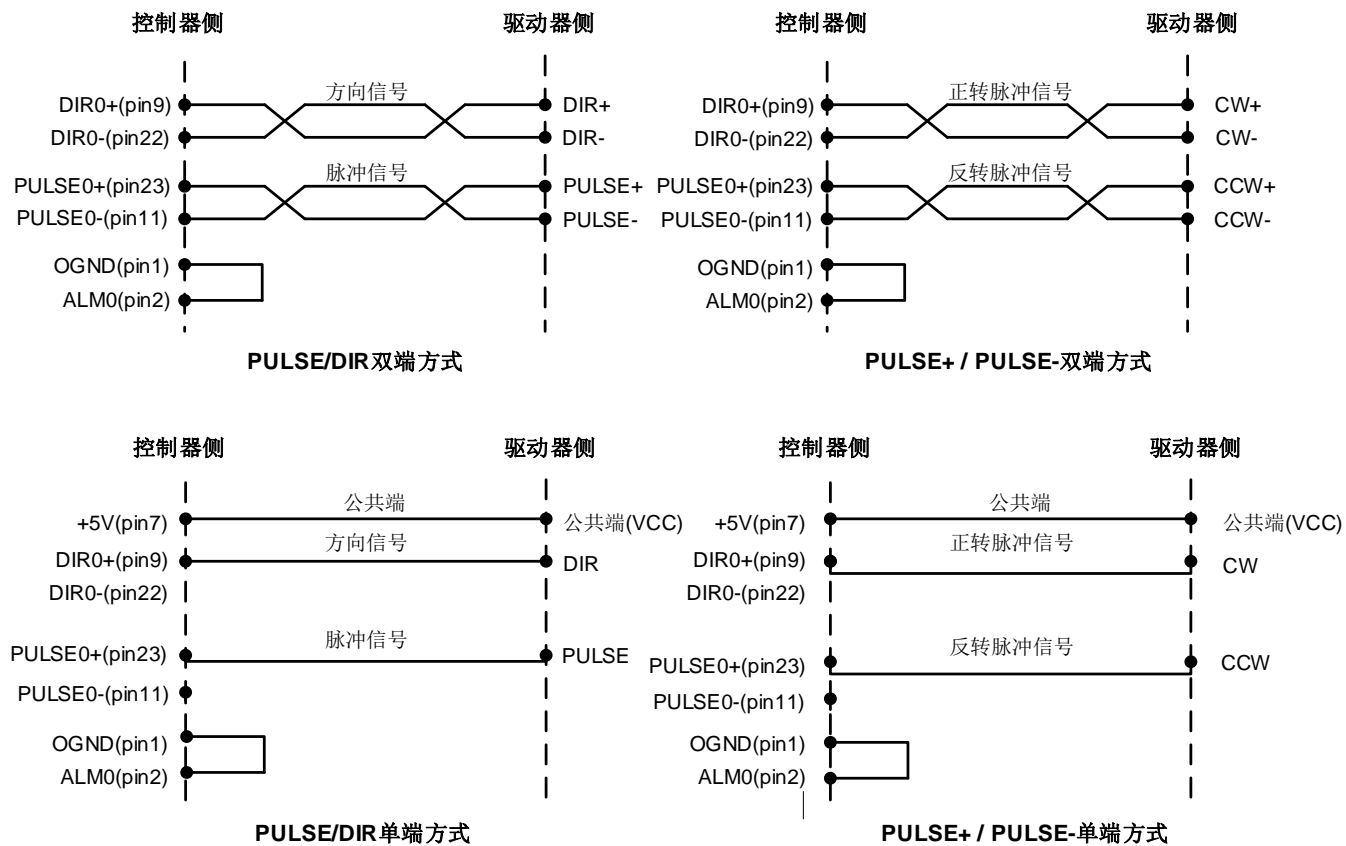 控制器侧
驱动器侧
DIR0+(pin9)
方向信号
DIR+
DIR0-(pin22)
DIR-
PULSE0+(pin23)
脉冲信号
PULSE+
PULSE0-(pin11)
PULSE-
OGND(pin1)
ALM0(pin2)
PULSE/DIR双端方式
控制器侧
驱动器侧
DIR0+(pin9)
正转脉冲信号
CW+
DIR0-(pin22)
CW-
PULSE0+(pin23)
反转脉冲信号
CCW+
PULSE0-(pin11)
CCW-
OGND(pin1)
ALM0(pin2)
PULSE+ / PULSE-双端方式
控制器侧
驱动器侧
+5V(pin7)
公共端
公共端(VCC)
DIR0+(pin9)
方向信号
DIR
DIR0-(pin22)
PULSE0+(pin23)
脉冲信号
PULSE
PULSE0-(pin11)
OGND(pin1)
ALM0(pin2)
PULSE/DIR单端方式
控制器侧
驱动器侧
+5V(pin7)
公共端
公共端(VCC)
DIR0+(pin9)
正转脉冲信号
CW
DIR0-(pin22)
PULSE0+(pin23)
反转脉冲信号
CCW
PULSE0-(pin11)
OGND(pin1)
ALM0(pin2)
PULSE+ / PULSE-单端方式